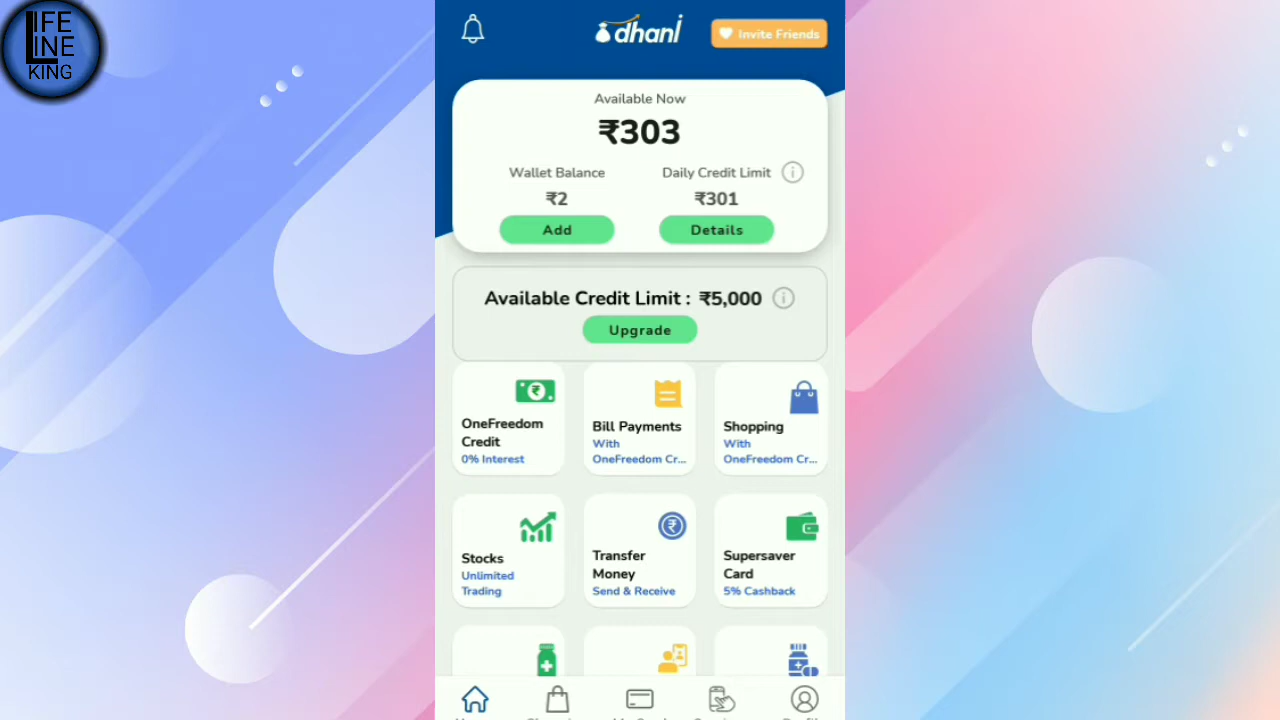 LIFE
LINE
KING
dhani
Invite Friends
Available Now
₹303
Wallet Balance
Daily Credit Limit
₹2
₹301
Add
Details
Available Credit Limit : ₹5,000
Upgrade
OneFreedom
Credit
0% Interest
Bill Payments
With
OneFreedom Cr...
Shopping
With
OneFreedom Cr...
Stocks
Unlimited
Trading
Transfer
Money
Send & Receive
Supersaver
Card
5% Cashback